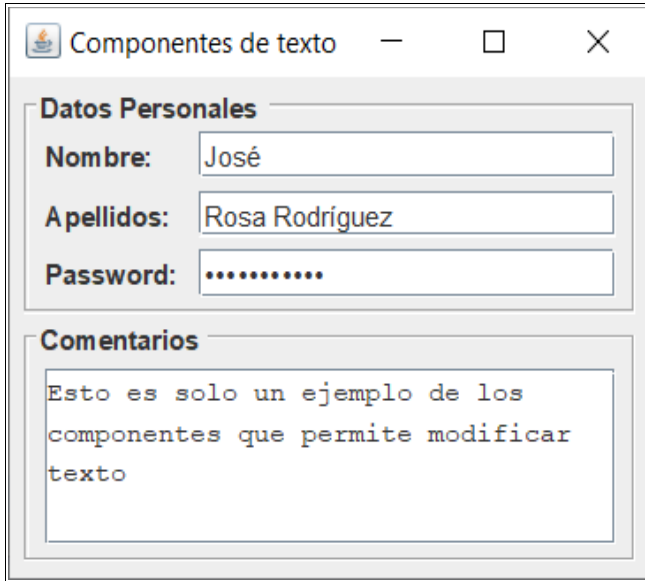 Componentes de texto
Datos Personales
Nombre: José
Apellidos: Rosa Rodríguez
Password: •••••••••••
Comentarios
Esto es solo un ejemplo de los
componentes que permite modificar
texto